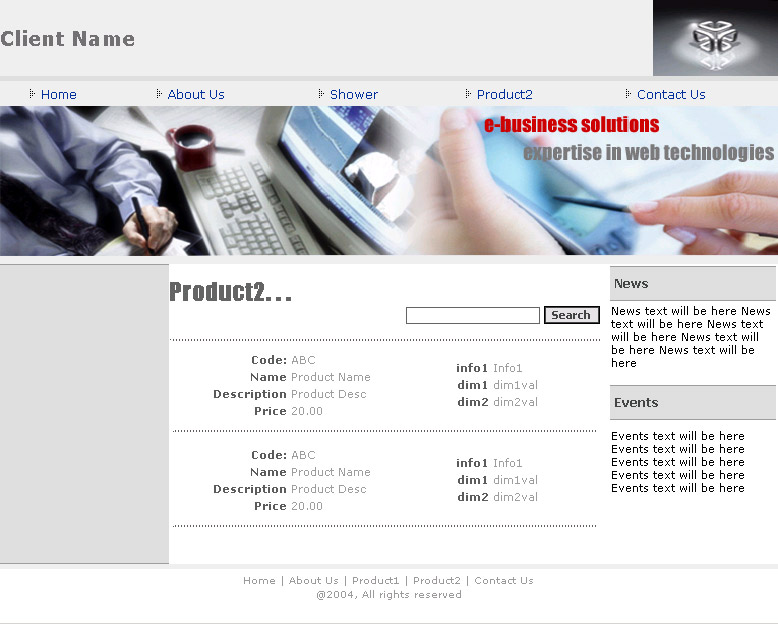 Client Name
Home About Us Shower Product2 Contact Us
e-business solutions
expertise in web technologies
Product2...
Search
Code: ABC
Name Product Name
Description Product Desc
Price 20.00
info1 Info1
dim1 dim1val
dim2 dim2val
Code: ABC
Name Product Name
Description Product Desc
Price 20.00
info1 Info1
dim1 dim1val
dim2 dim2val
News
News text will be here News
text will be here News text
will be here News text will
be here News text will be
here
Events
Events text will be here
Events text will be here
Events text will be here
Events text will be here
Events text will be here
Home | About Us | Product1 | Product2 | Contact Us
@2004, All rights reserved